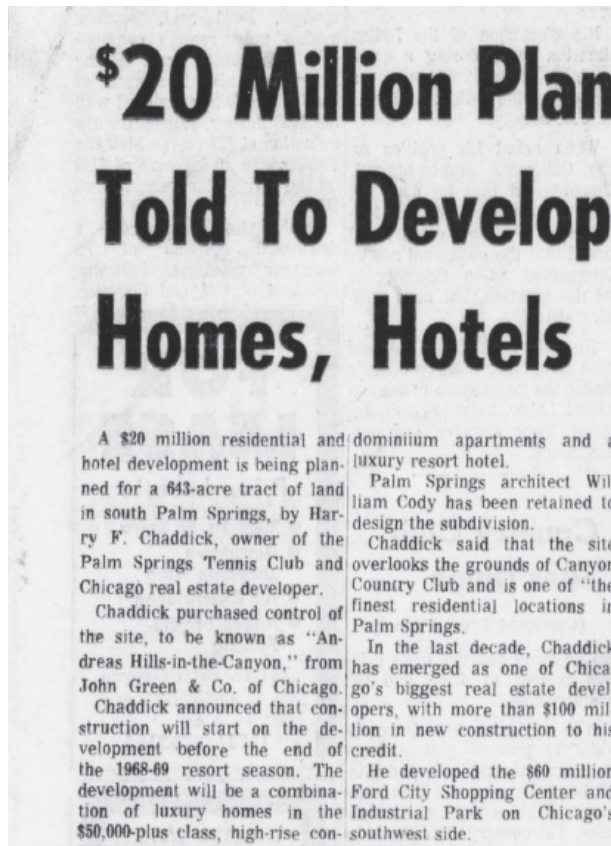 $20 Million Plan
Told To Develop
Homes, Hotels
A $20 million residential and
hotel development is being plan-
ned for a 643-acre tract of land
in south Palm Springs, by Har-
ry F. Chaddick, owner of the
Palm Springs Tennis Club and
Chicago real estate developer.
Chaddick purchased control of
the site, to be known as "An-
dreas Hills-in-the-Canyon," from
John Green & Co. of Chicago.
Chaddick announced that con-
struction will start on the de-
velopment before the end of
the 1968-69 resort season. The
development will be a combina-
tion of luxury homes in the
$50,000-plus class, high-rise con-
dominiium apartments and a
luxury resort hotel.
Palm Springs architect Wil
liam Cody has been retained to
design the subdivision.
Chaddick said that the site
overlooks the grounds of Canyon
Country Club and is one of "the
finest residential locations in
Palm Springs.
In the last decade, Chaddick
has emerged as one of Chica
go's biggest real estate devel
opers, with more than $100 mil
lion in new construction to his
credit.
He developed the $60 million
Ford City Shopping Center and
Industrial Park on Chicago's
southwest side.